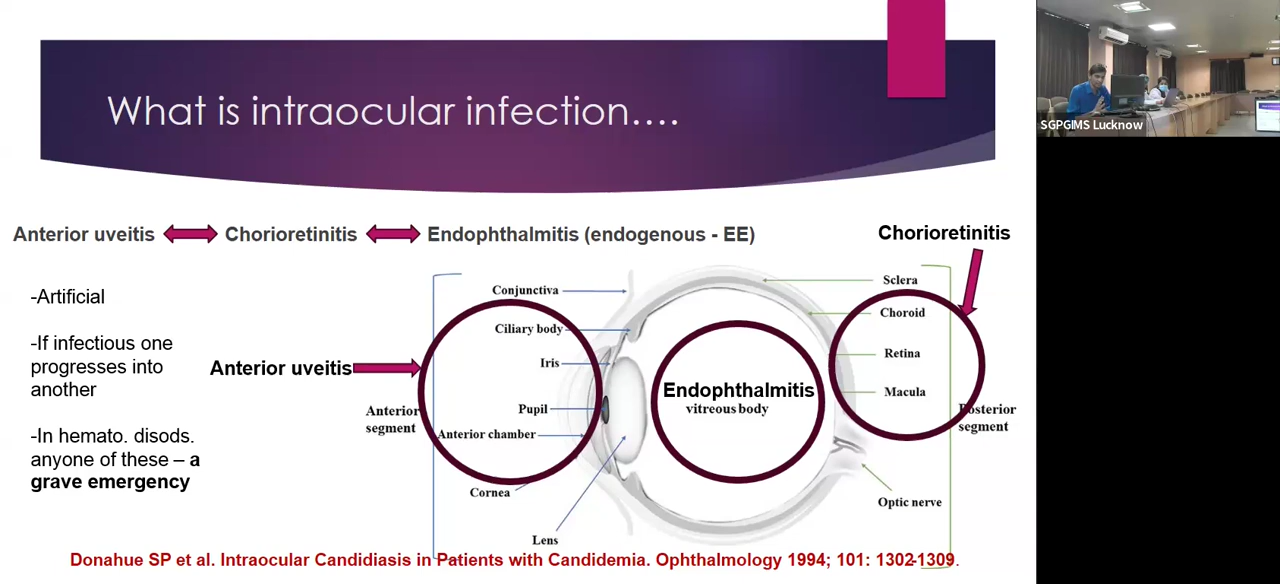 What is intraocular infection....
SGPGIMS Lucknow
Anterior uveitis Chorioretinitis Endophthalmitis (endogenous - EE)
Chorioretinitis
-Artificial
-If infectious one
progresses into
another
-In hemato. disods.
anyone of these – a
grave emergency
Anterior uveitis
Anterior
segment
Conjunctiva
Ciliary body
Iris
Pupil
Anterior chamber
Cornea
Lens
Endophthalmitis
vitreous body
Sclera
Choroid
Retina
Macula
Posterior
segment
Optic nerve
Donahue SP et al. Intraocular Candidiasis in Patients with Candidemia. Ophthalmology 1994; 101: 1302-1309.